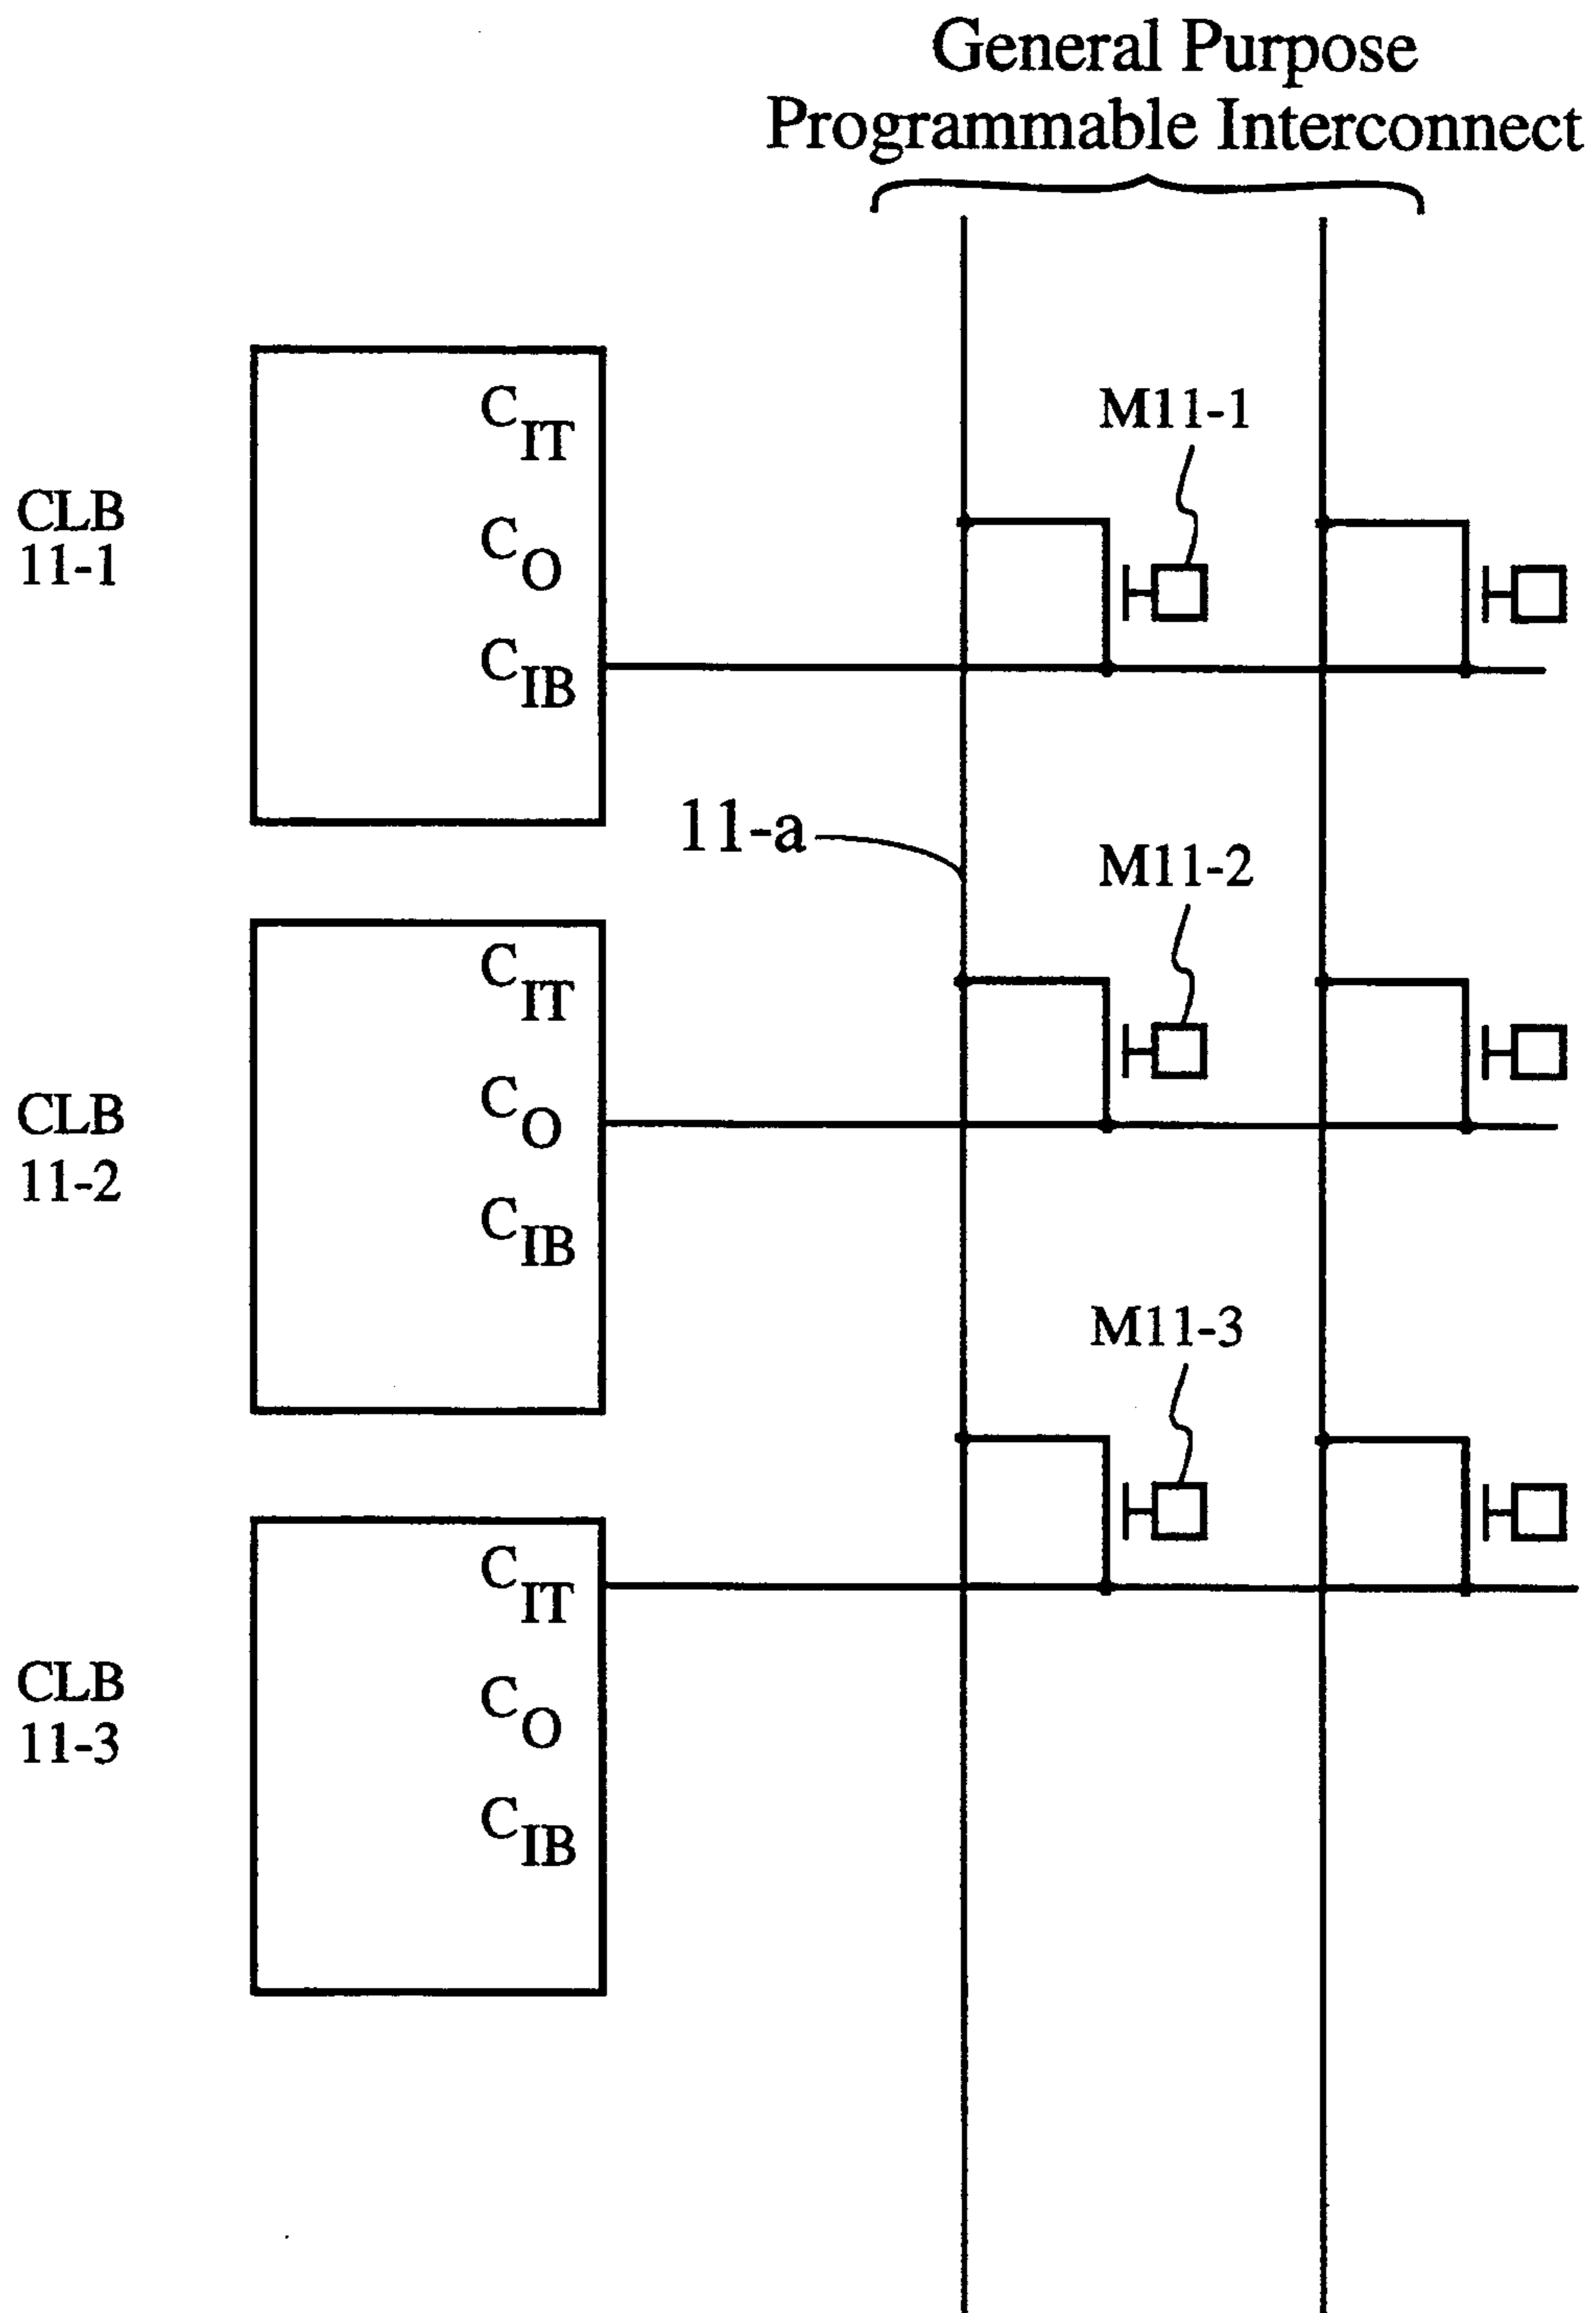 General Purpose
Programmable Interconnect
CLB
11-1
C_IT
C_O
C_IB
M11-1
11-a
M11-2
CLB
11-2
C_IT
C_O
C_IB
M11-3
CLB
11-3
C_IT
C_O
C_IB